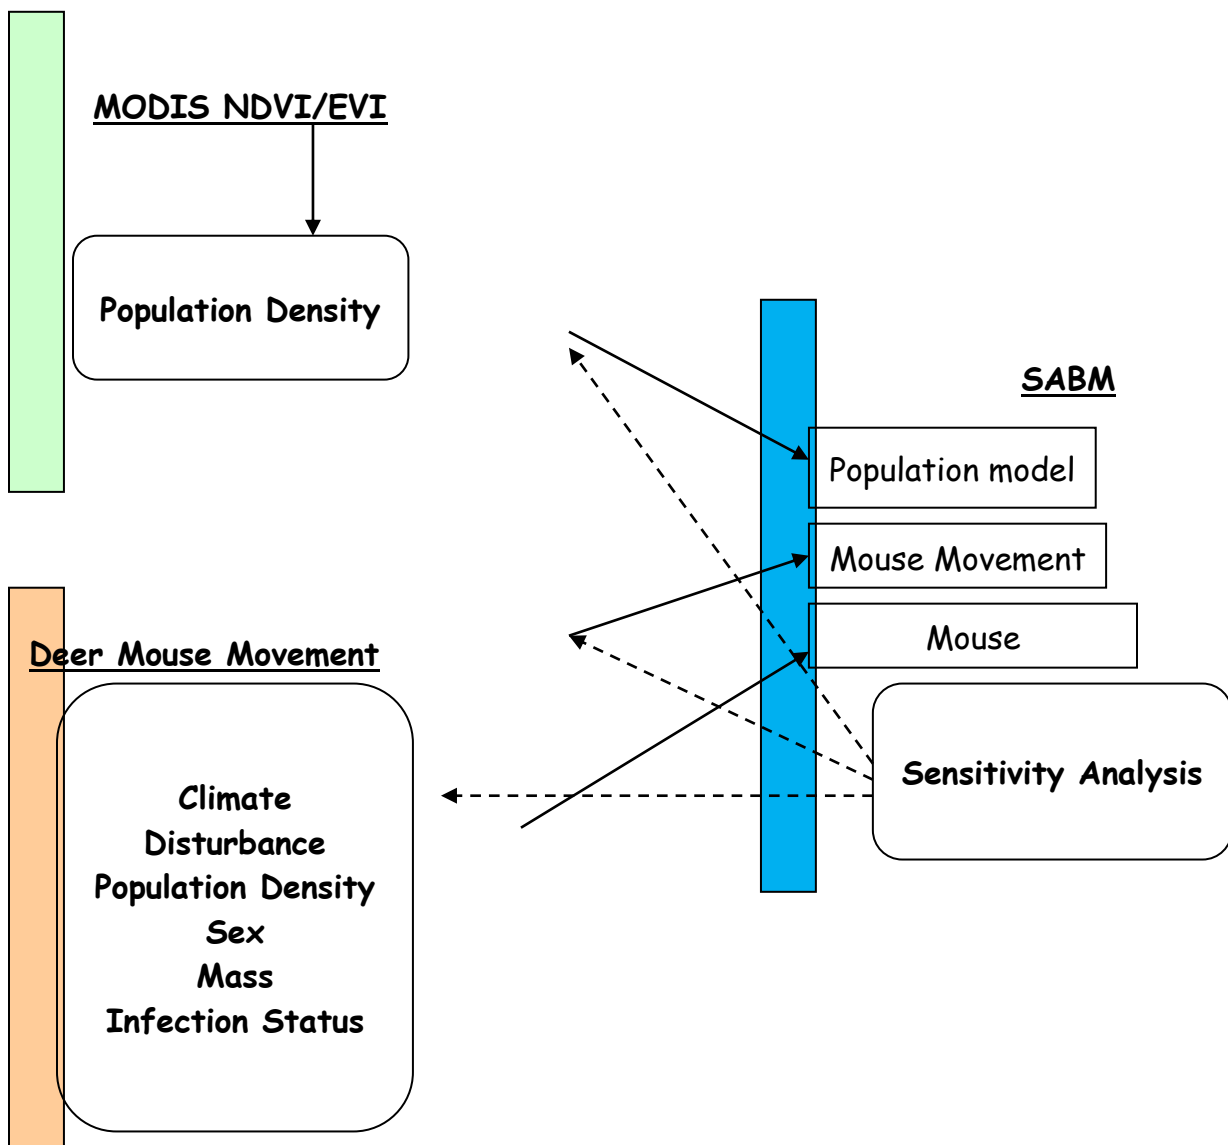 MODIS NDVI/EVI
Population Density
SABM
Population model
Mouse Movement
Mouse
Sensitivity Analysis
Deer Mouse Movement
Climate
Disturbance
Population Density
Sex
Mass
Infection Status